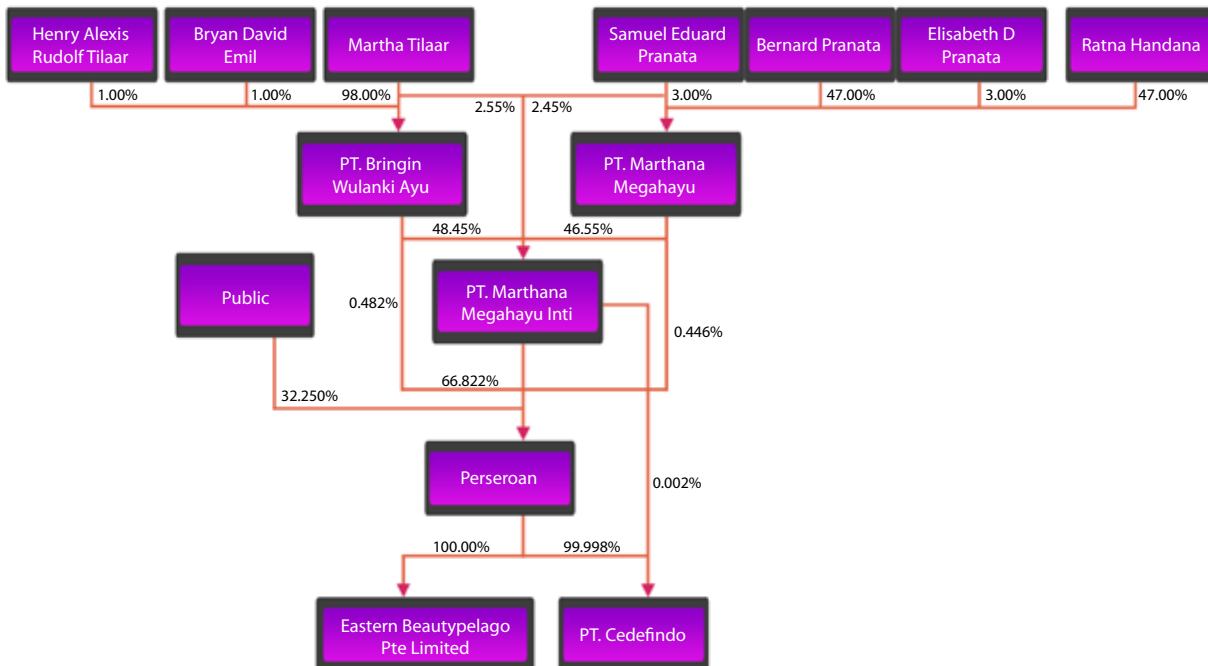 Henry Alexis
Rudolf Tilaar
Bryan David
Emil
Martha Tilaar
Samuel Eduard
Pranata
Bernard Pranata
Elisabeth D
Pranata
Ratna Handana
1.00%
1.00%
98.00%
3.00%
47.00%
3.00%
47.00%
2.55%
2.45%
PT. Bringin
Wulanki Ayu
PT. Marthana
Megahayu
48.45%
46.55%
Public
PT. Marthana
Megahayu Inti
0.482%
0.446%
66.822%
32.250%
Perseroan
0.002%
100.00%
99.998%
Eastern Beautypelago
Pte Limited
PT. Cedefindo